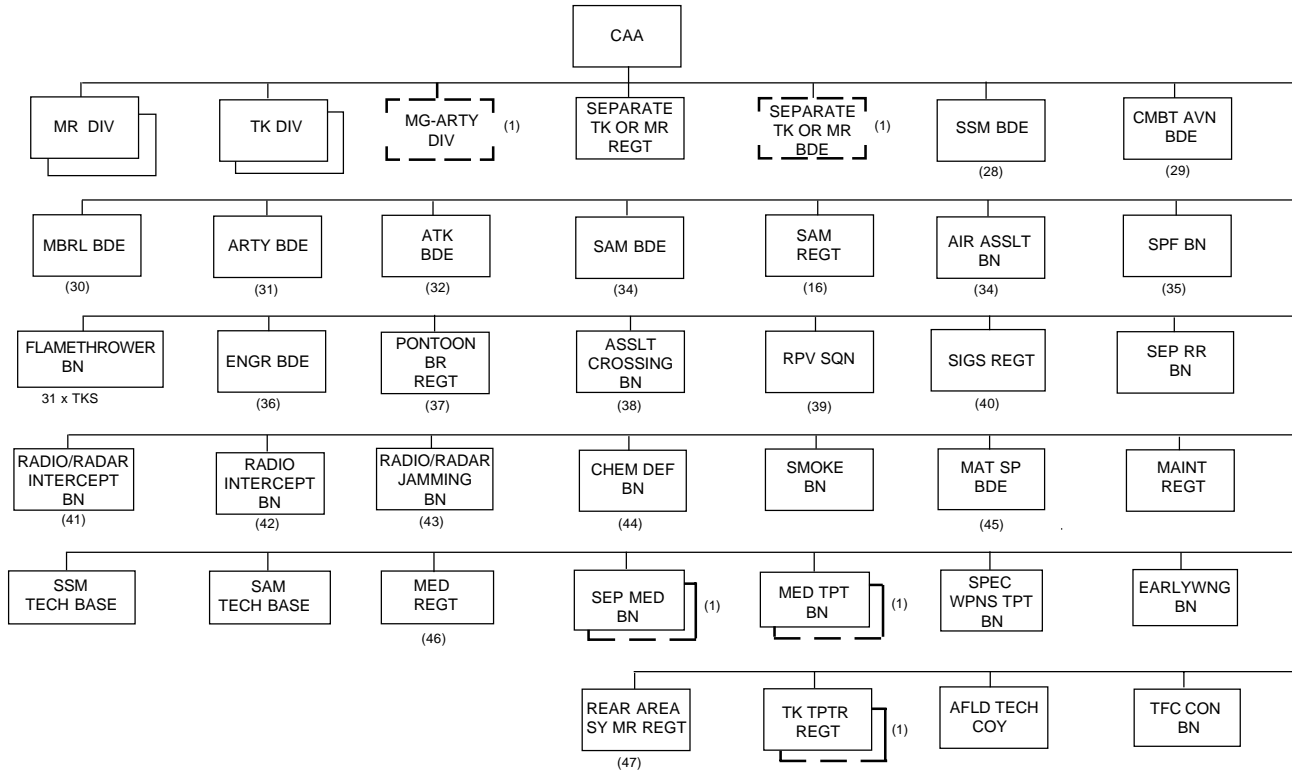 CAA
MR DIV
TK DIV
MG-ARTY
DIV
(1)
SEPARATE
TK OR MR
REGT
SEPARATE
TK OR MR
BDE
(1)
SSM BDE
(28)
CMBT AVN
BDE
(29)
MBRL BDE
(30)
ARTY BDE
(31)
ATK
BDE
(32)
SAM BDE
(34)
SAM
REGT
(16)
AIR ASSLT
BN
(34)
SPF BN
(35)
FLAMETHROWER
BN
31 x TKS
ENGR BDE
(36)
PONTOON
BR
REGT
(37)
ASSLT
CROSSING
BN
(38)
RPV SQN
(39)
SIGS REGT
(40)
SEP RR
BN
RADIO/RADAR
INTERCEPT
BN
(41)
RADIO
INTERCEPT
BN
(42)
RADIO/RADAR
JAMMING
BN
(43)
CHEM DEF
BN
(44)
SMOKE
BN
MAT SP
BDE
(45)
MAINT
REGT
.
SSM
TECH BASE
SAM
TECH BASE
MED
REGT
(46)
SEP MED
BN
(1)
MED TPT
BN
(1)
SPEC
WPNS TPT
BN
EARLYWNG
BN
REAR AREA
SY MR REGT
(47)
TK TPTR
REGT
(1)
AFLD TECH
COY
TFC CON
BN